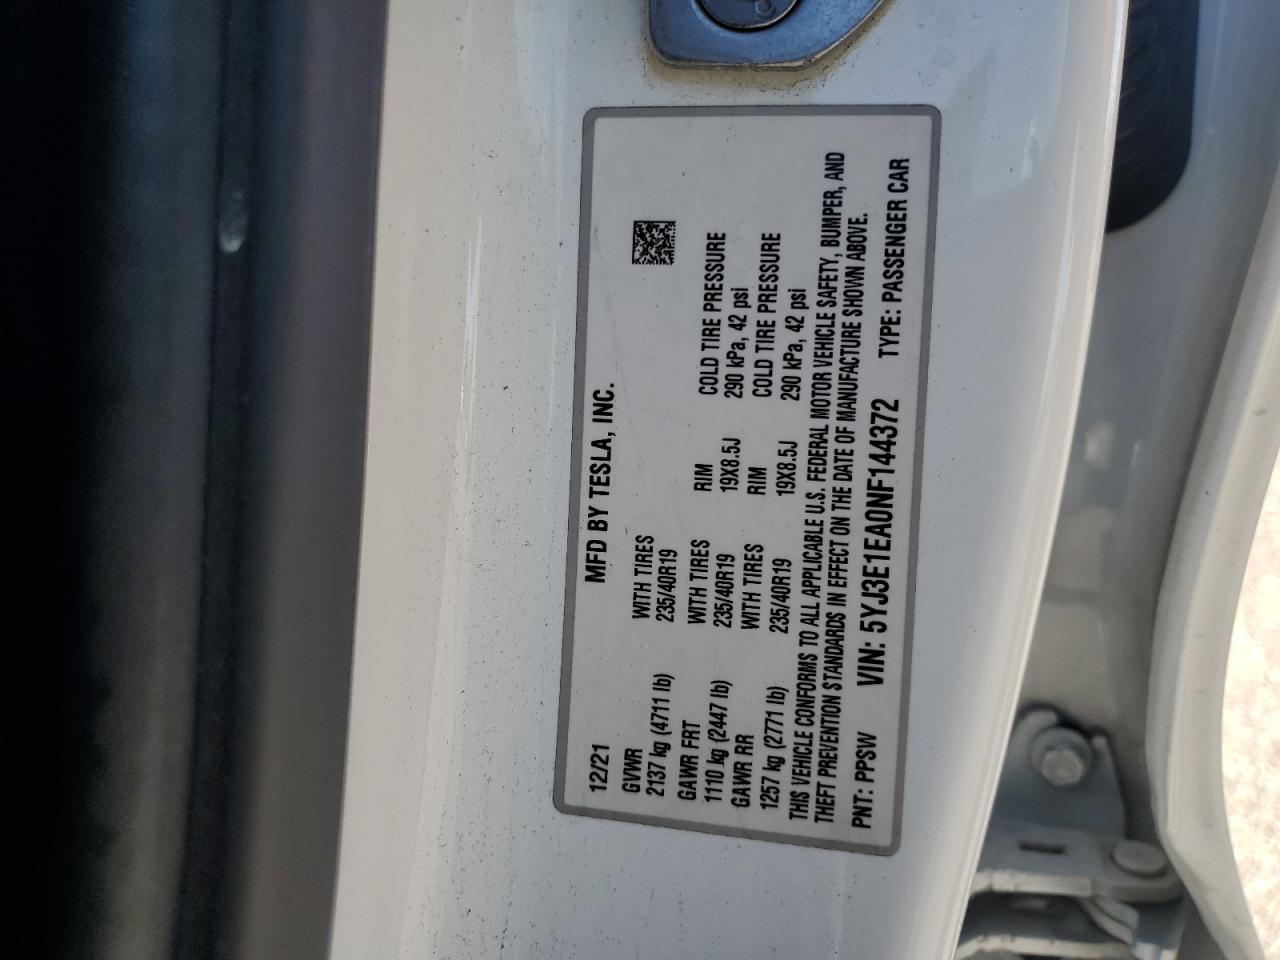 12/21 MFD BY TESLA, INC.
GVWR WITH TIRES
2137 kg (4711 lb) 235/40R19
GAWR FRT WITH TIRES RIM COLD TIRE PRESSURE
1110 kg (2447 lb) 235/40R19 19X8.5J 290 kPa, 42 psi
GAWR RR WITH TIRES RIM COLD TIRE PRESSURE
1257 kg (2771 lb) 235/40R19 19X8.5J 290 kPa, 42 psi
THIS VEHICLE CONFORMS TO ALL APPLICABLE U.S. FEDERAL MOTOR VEHICLE SAFETY, BUMPER, AND
THEFT PREVENTION STANDARDS IN EFFECT ON THE DATE OF MANUFACTURE SHOWN ABOVE.
PNT: PPSW VIN: 5YJ3E1EA0NF144372 TYPE: PASSENGER CAR